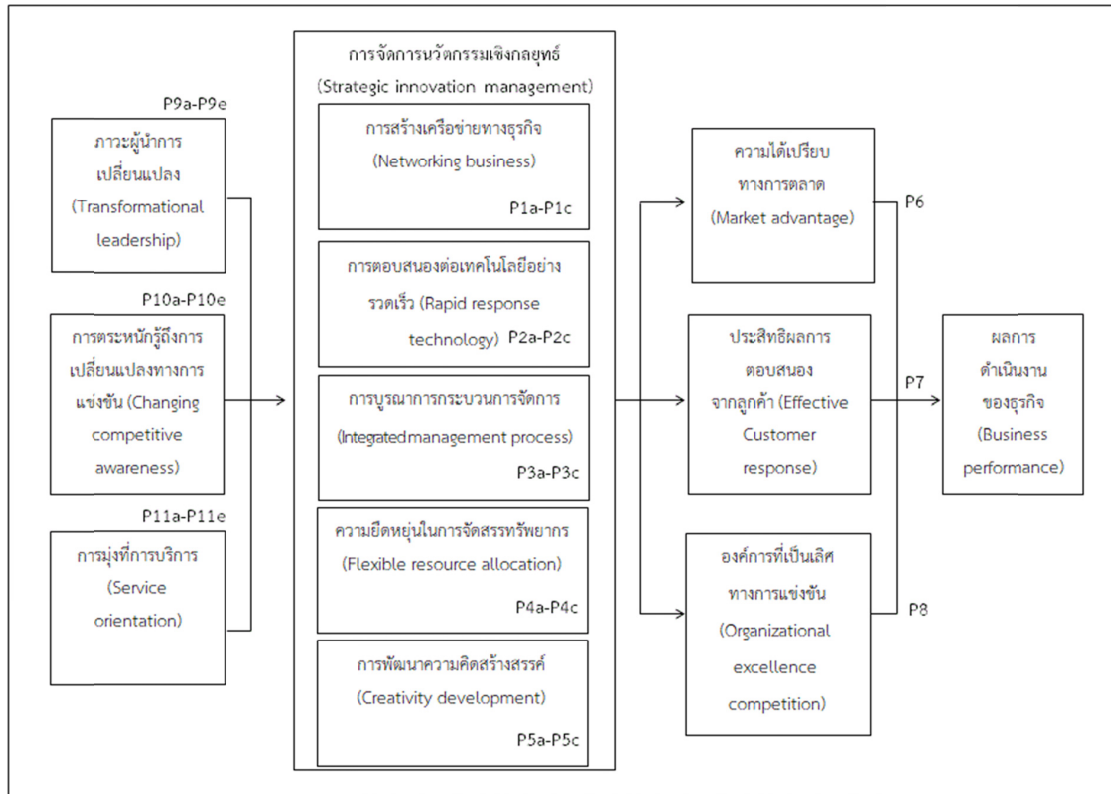 P9a-P9e
ภาวะผู้นำการ
เปลี่ยนแปลง
(Transformational
leadership)
P10a-P10e
การตระหนักรู้ถึงการ
เปลี่ยนแปลงทางการ
แข่งขัน (Changing
competitive
awareness)
P11a-P11e
การมุ่งที่การบริการ
(Service
orientation)
การจัดการนวัตกรรมเชิงกลยุทธ์
(Strategic innovation management)
การสร้างเครือข่ายทางธุรกิจ
(Networking business)
P1a-P1c
การตอบสนองต่อเทคโนโลยีอย่าง
รวดเร็ว (Rapid response
technology) P2a-P2c
การบูรณาการกระบวนการจัดการ
(Integrated management process)
P3a-P3c
ความยืดหยุ่นในการจัดสรรทรัพยากร
(Flexible resource allocation)
P4a-P4c
การพัฒนาความคิดสร้างสรรค์
(Creativity development)
P5a-P5c
ความได้เปรียบ
ทางการตลาด
(Market advantage)
P6
ประสิทธิผลการ
ตอบสนอง
จากลูกค้า (Effective
Customer
response)
P7
องค์การที่เป็นเลิศ
ทางการแข่งขัน
(Organizational
excellence
competition)
P8
ผลการ
ดำเนินงาน
ของธุรกิจ
(Business
performance)